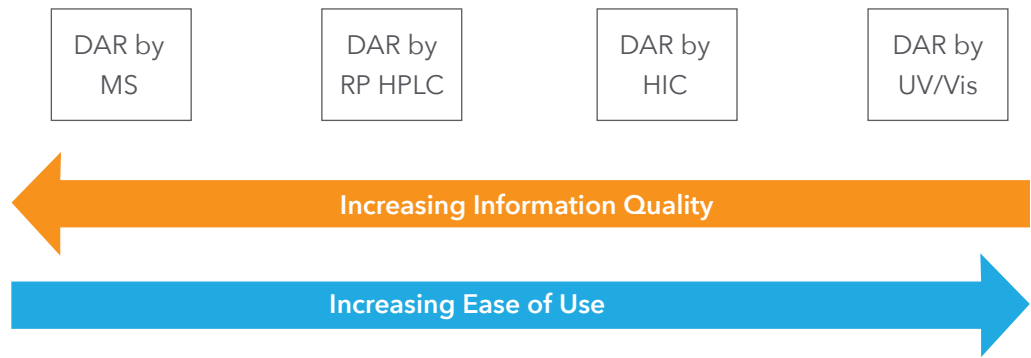 DAR by
MS
DAR by
RP HPLC
DAR by
HIC
DAR by
UV/Vis
Increasing Information Quality
Increasing Ease of Use